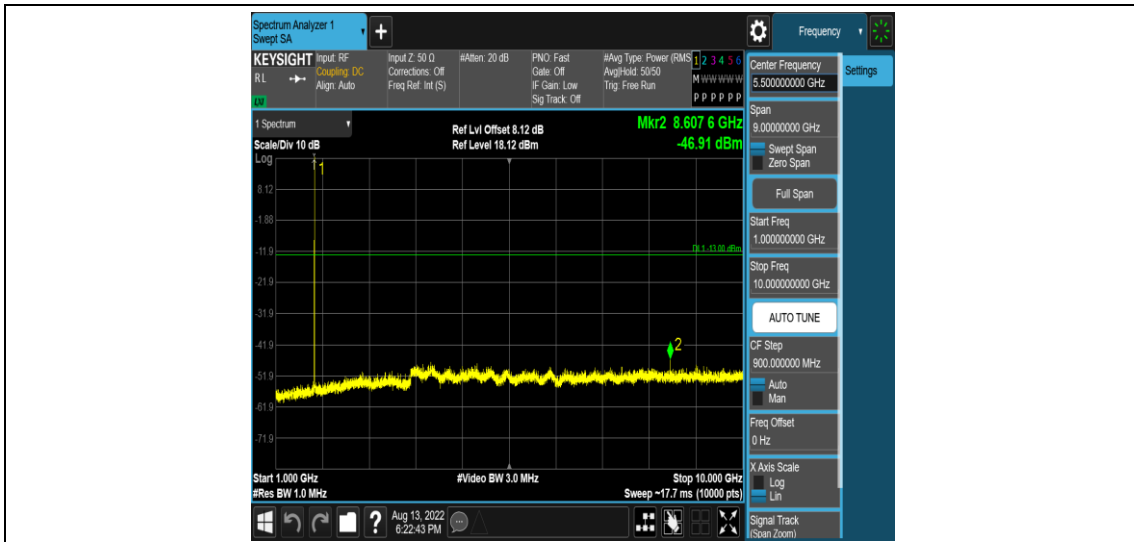 Spectrum Analyzer 1
Swept SA
+
Frequency
KEYSIGHT
RL
LXI
Input: RF
Coupling: DC
Align: Auto
Input Z: 50 Ω
Corrections: Off
Freq Ref: Int (S)
#Atten: 20 dB
PNO: Fast
Gate: Off
IF Gain: Low
Sig Track: Off
#Avg Type: Power (RMS
Avg|Hold: 50/50
Trig: Free Run
1 2 3 4 5 6
M W W W W W
P P P P P P
1 Spectrum
Scale/Div 10 dB
Log
Ref Lvl Offset 8.12 dB
Ref Level 18.12 dBm
Mkr2 8.607 6 GHz
-46.91 dBm
1
8.12
-1.88
-11.9
DL1 -13.00 dBm
-21.9
-31.9
-41.9
2
-51.9
-61.9
-71.9
Start 1.000 GHz
#Res BW 1.0 MHz
#Video BW 3.0 MHz
Stop 10.000 GHz
Sweep ~17.7 ms (10000 pts)
Aug 13, 2022
6:22:43 PM
Center Frequency
5.500000000 GHz
Settings
Span
9.00000000 GHz
Swept Span
Zero Span
Full Span
Start Freq
1.000000000 GHz
Stop Freq
10.000000000 GHz
AUTO TUNE
CF Step
900.000000 MHz
Auto
Man
Freq Offset
0 Hz
X Axis Scale
Log
Lin
Signal Track
(Span Zoom)